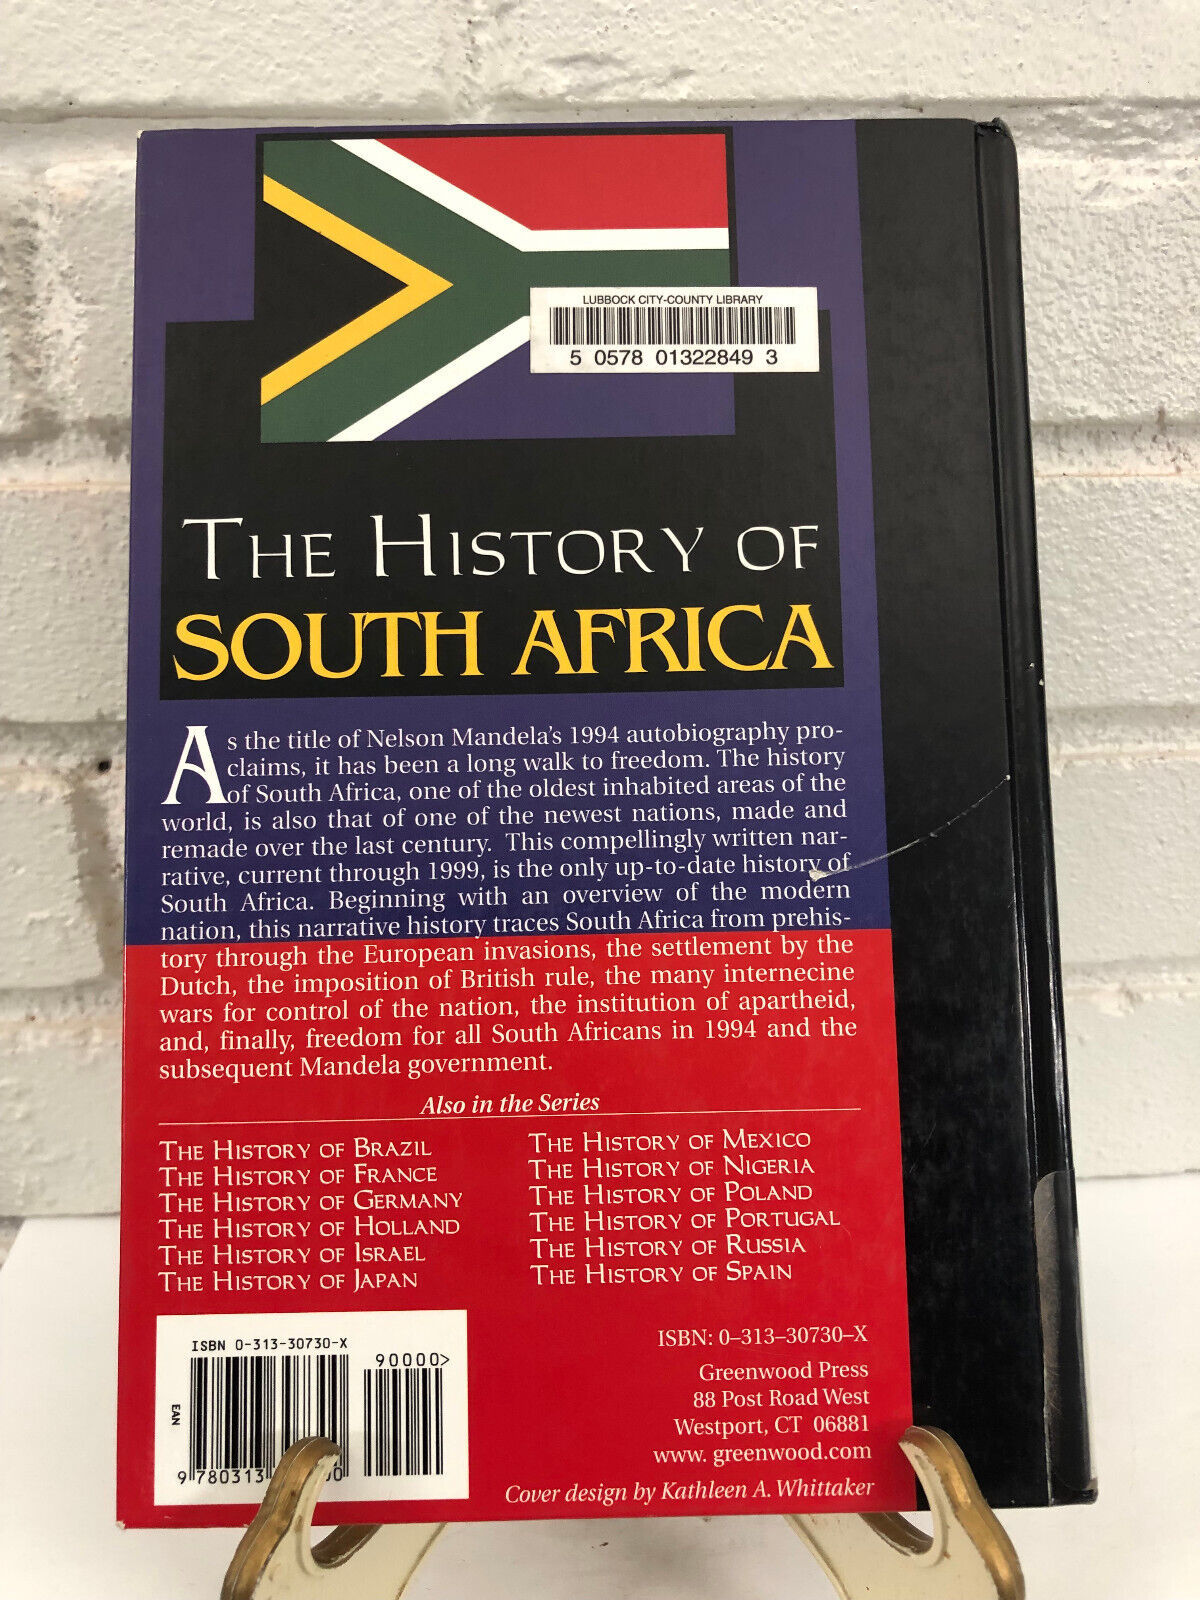 LUBBOCK CITY-COUNTY LIBRARY
5 0578 01322849 3
THE HISTORY OF
SOUTH AFRICA
As the title of Nelson Mandela's 1994 autobiography pro-
claims, it has been a long walk to freedom. The history
of South Africa, one of the oldest inhabited areas of the
world, is also that of one of the newest nations, made and
remade over the last century. This compellingly written nar-
rative, current through 1999, is the only up-to-date history of
South Africa. Beginning with an overview of the modern
nation, this narrative history traces South Africa from prehis-
tory through the European invasions, the settlement by the
Dutch, the imposition of British rule, the many internecine
wars for control of the nation, the institution of apartheid,
and, finally, freedom for all South Africans in 1994 and the
subsequent Mandela government.
Also in the Series
THE HISTORY OF BRAZIL
THE HISTORY OF FRANCE
THE HISTORY OF GERMANY
THE HISTORY OF HOLLAND
THE HISTORY OF ISRAEL
THE HISTORY OF JAPAN
THE HISTORY OF MEXICO
THE HISTORY OF NIGERIA
THE HISTORY OF POLAND
THE HISTORY OF PORTUGAL
THE HISTORY OF RUSSIA
THE HISTORY OF SPAIN
ISBN 0-313-30730-X
90000>
EAN
9 780313
ISBN: 0–313–30730–X
Greenwood Press
88 Post Road West
Westport, CT 06881
www. greenwood.com
Cover design by Kathleen A. Whittaker